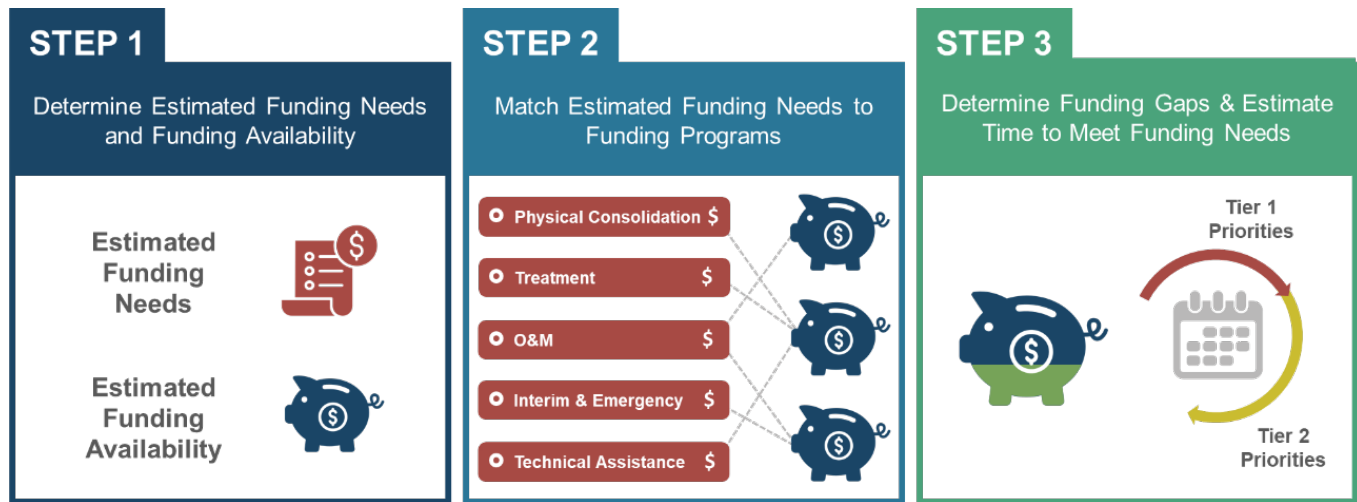 STEP 1
Determine Estimated Funding Needs
and Funding Availability
Estimated
Funding
Needs
$
Estimated
Funding
Availability
$
STEP 2
Match Estimated Funding Needs to
Funding Programs
Physical Consolidation $
Treatment $
O&M $
Interim & Emergency $
Technical Assistance $
$
$
$
STEP 3
Determine Funding Gaps & Estimate
Time to Meet Funding Needs
Tier 1
Priorities
$
Tier 2
Priorities